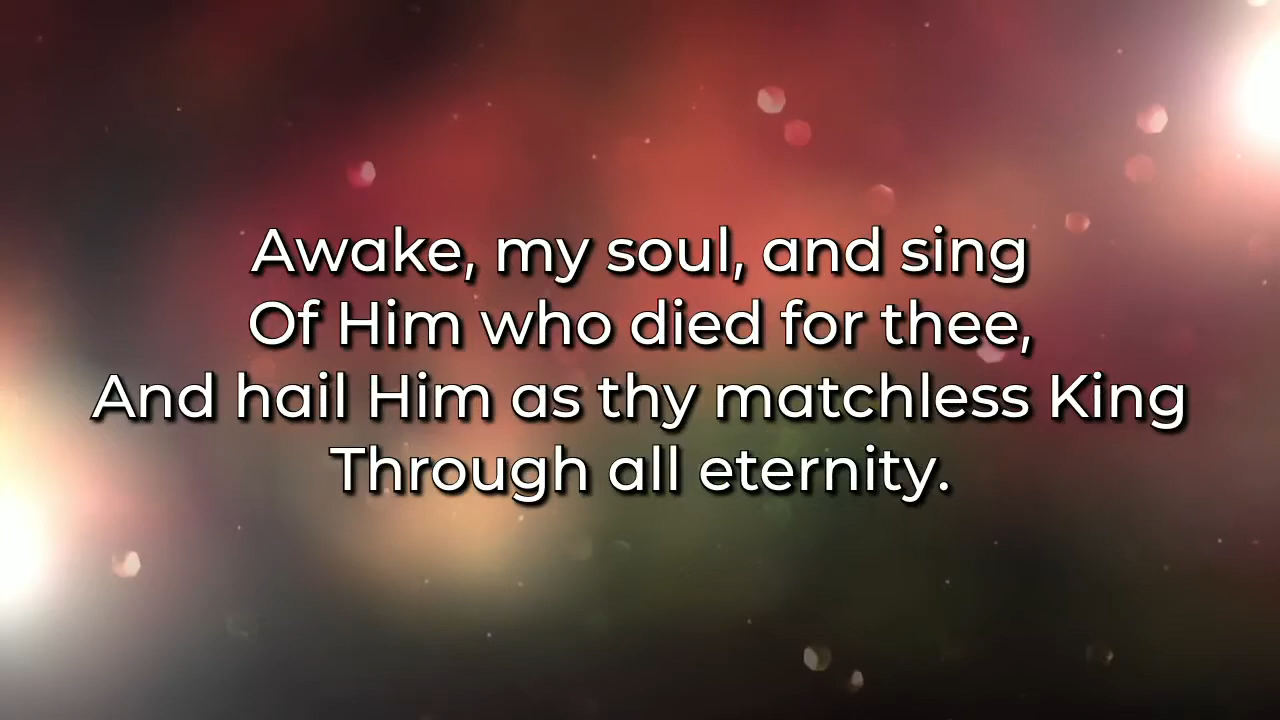 Awake, my soul, and sing
Of Him who died for thee,
And hail Him as thy matchless King
Through all eternity.